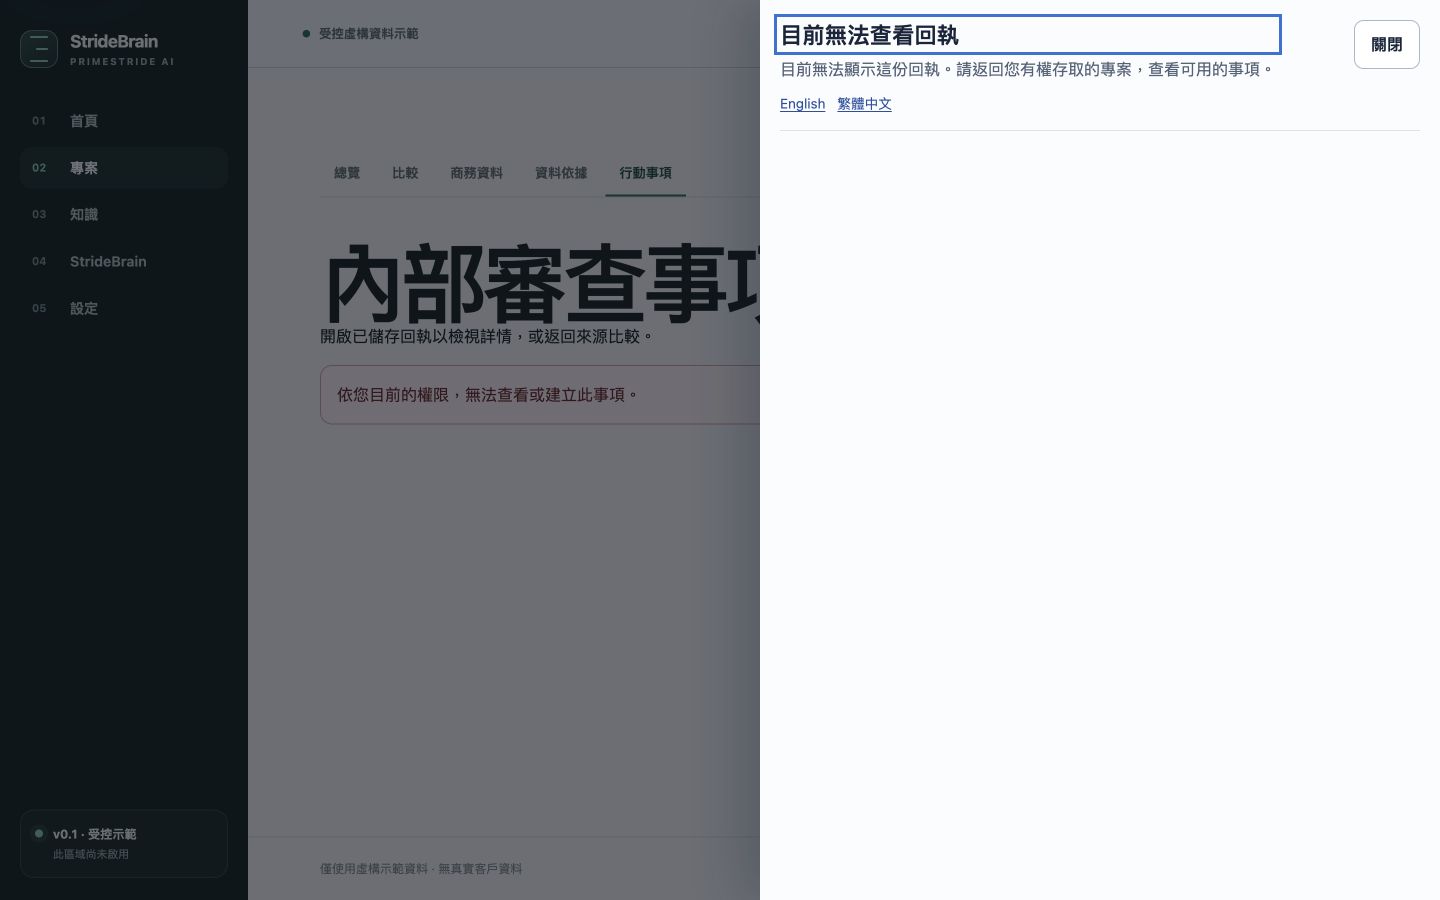 StrideBrain
PRIMESTRIDE AI
01 首頁
02 專案
03 知識
04 StrideBrain
05 設定
v0.1 · 受控示範
此區域尚未啟用
受控虛構資料示範
總覽 比較 商務資料 資料依據 行動事項
內部審查事
開啟已儲存回執以檢視詳情，或返回來源比較。
依您目前的權限，無法查看或建立此事項。
僅使用虛構示範資料 · 無真實客戶資料
目前無法查看回執
目前無法顯示這份回執。請返回您有權存取的專案，查看可用的事項。
English 繁體中文
關閉